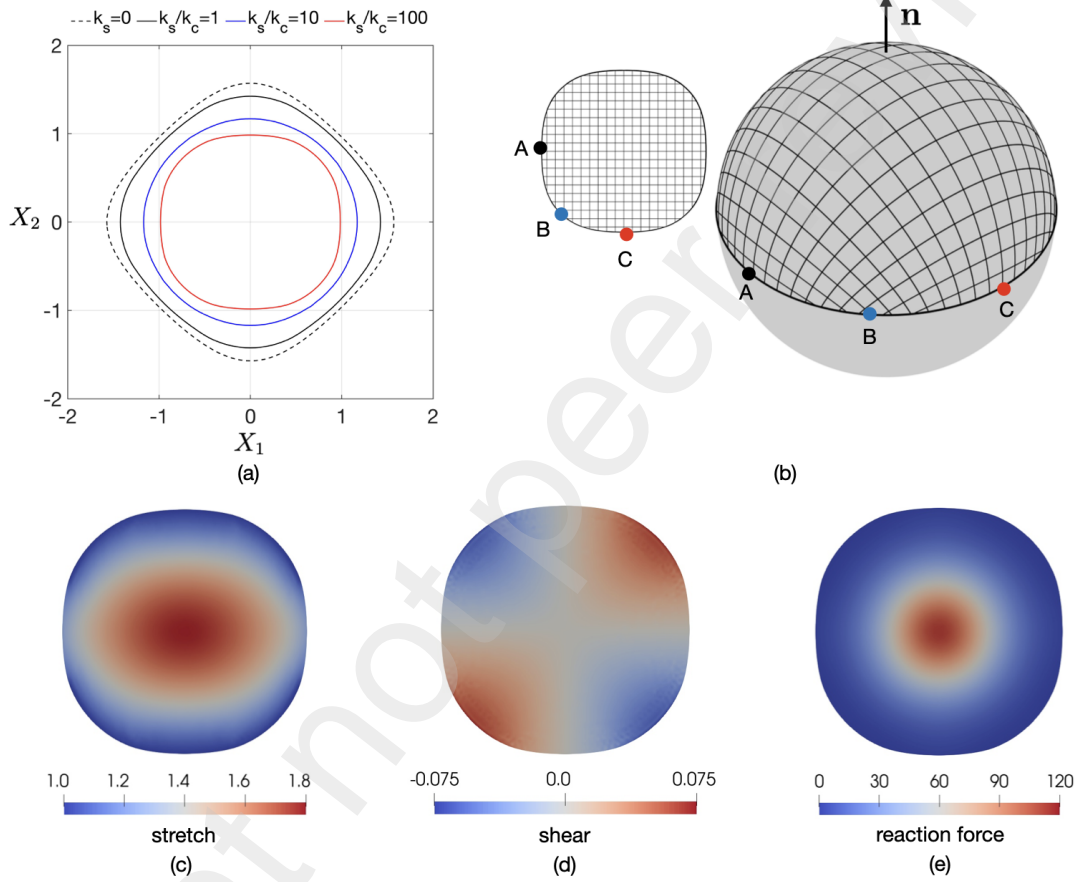 k_s=0 k_s/k_c=1 k_s/k_c=10 k_s/k_c=100
n
2
1
X_2
0
-1
-2
-2 -1 0 1 2
X_1
(a)
A
B
C
A
B
C
(b)
1.0 1.2 1.4 1.6 1.8
stretch
(c)
-0.075 0.0 0.075
shear
(d)
0 30 60 90 120
reaction force
(e)
not peer